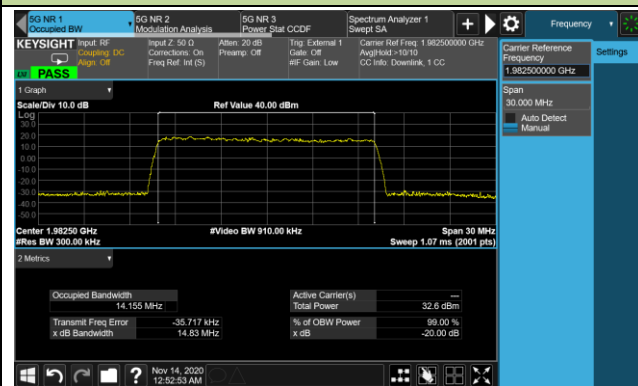 5G NR 1
Occupied BW
5G NR 2
Modulation Analysis
5G NR 3
Power Stat CCDF
Spectrum Analyzer 1
Swept SA
Frequency
KEYSIGHT
Input: RF
Coupling: DC
Align: Off
Input Z: 50 Ω
Corrections: On
Freq Ref: Int (S)
Atten: 20 dB
Preamp: Off
Trig: External 1
Gate: Off
#IF Gain: Low
Carrier Ref Freq: 1.982500000 GHz
Avg|Hold:>10/10
CC Info: Downlink, 1 CC
PASS
Carrier Reference
Frequency
1.982500000 GHz
Settings
Span
30.000 MHz
Auto Detect
Manual
1 Graph
Scale/Div 10.0 dB
Ref Value 40.00 dBm
Log
30.0
20.0
10.0
0.00
-10.0
-20.0
-30.0
-40.0
-50.0
Center 1.98250 GHz
#Res BW 300.00 kHz
#Video BW 910.00 kHz
Span 30 MHz
Sweep 1.07 ms (2001 pts)
2 Metrics
Occupied Bandwidth
14.155 MHz
Active Carrier(s)
---
Total Power
32.6 dBm
Transmit Freq Error
-35.717 kHz
% of OBW Power
99.00 %
x dB Bandwidth
14.83 MHz
x dB
-20.00 dB
Nov 14, 2020
12:52:53 AM